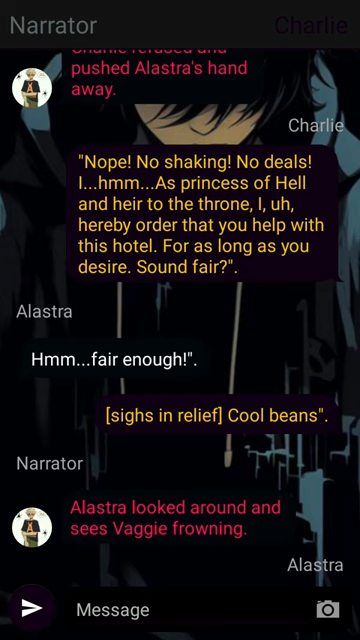 Narrator
Charlie
Charlie refused and
pushed Alastra's hand
away.
Charlie
"Nope! No shaking! No deals!
I...hmm...As princess of Hell
and heir to the throne, I, uh,
hereby order that you help with
this hotel. For as long as you
desire. Sound fair?".
Alastra
Hmm...fair enough!".
[sighs in relief] Cool beans".
Narrator
Alastra looked around and
sees Vaggie frowning.
Alastra
Message